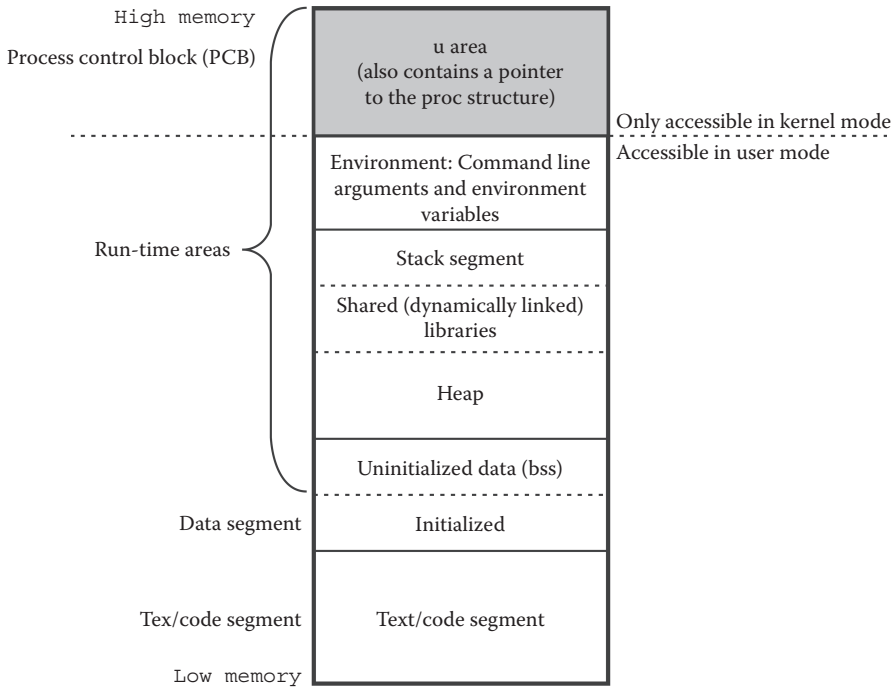 High memory
Process control block (PCB)
u area
(also contains a pointer
to the proc structure)
Only accessible in kernel mode
Accessible in user mode
Environment: Command line
arguments and environment
variables
Run-time areas
Stack segment
Shared (dynamically linked)
libraries
Heap
Uninitialized data (bss)
Data segment
Initialized
Tex/code segment
Text/code segment
Low memory